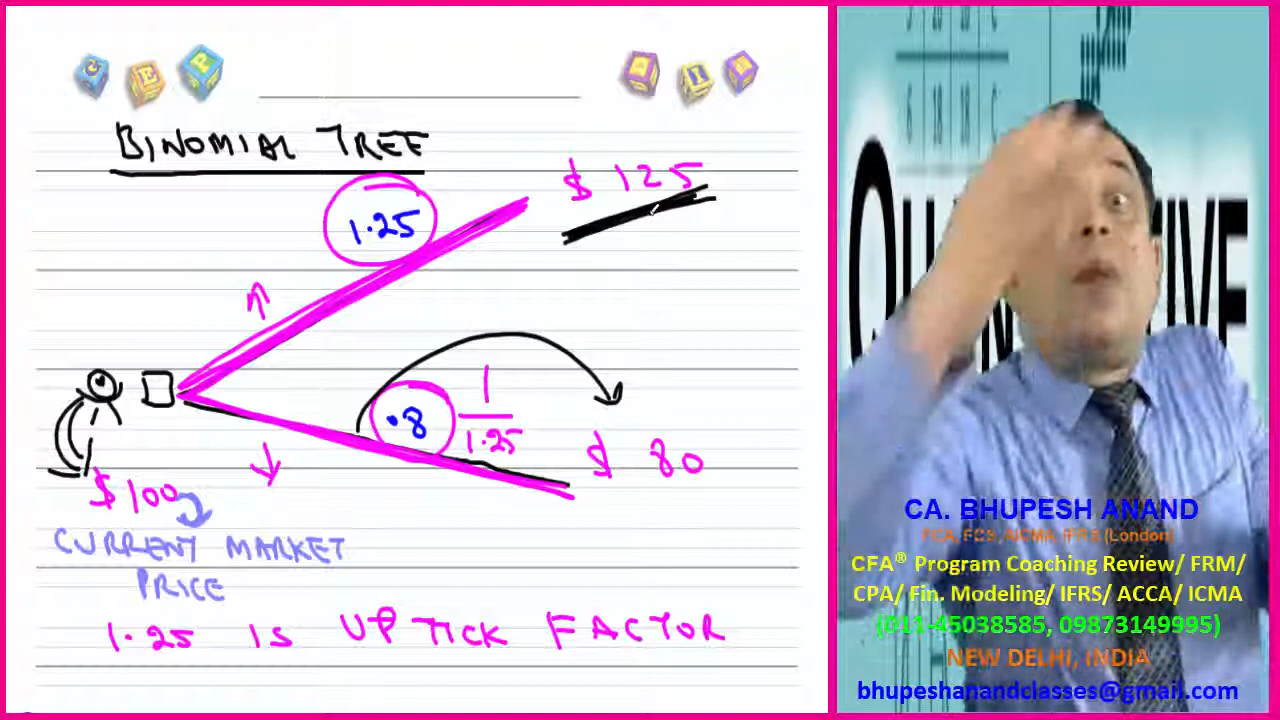 BINOMIAL TREE
$ 125
1.25
↑
.8
1
1.25
$ 80
↓
$100
CURRENT MARKET
PRICE
1.25 IS UP TICK FACTOR
CA. BHUPESH ANAND
FCA, FCS, AICMA, IFRS (London)
CFA® Program Coaching Review/ FRM/
CPA/ Fin. Modeling/ IFRS/ ACCA/ ICMA
(011-45038585, 09873149995)
NEW DELHI, INDIA
bhupeshanandclasses@gmail.com